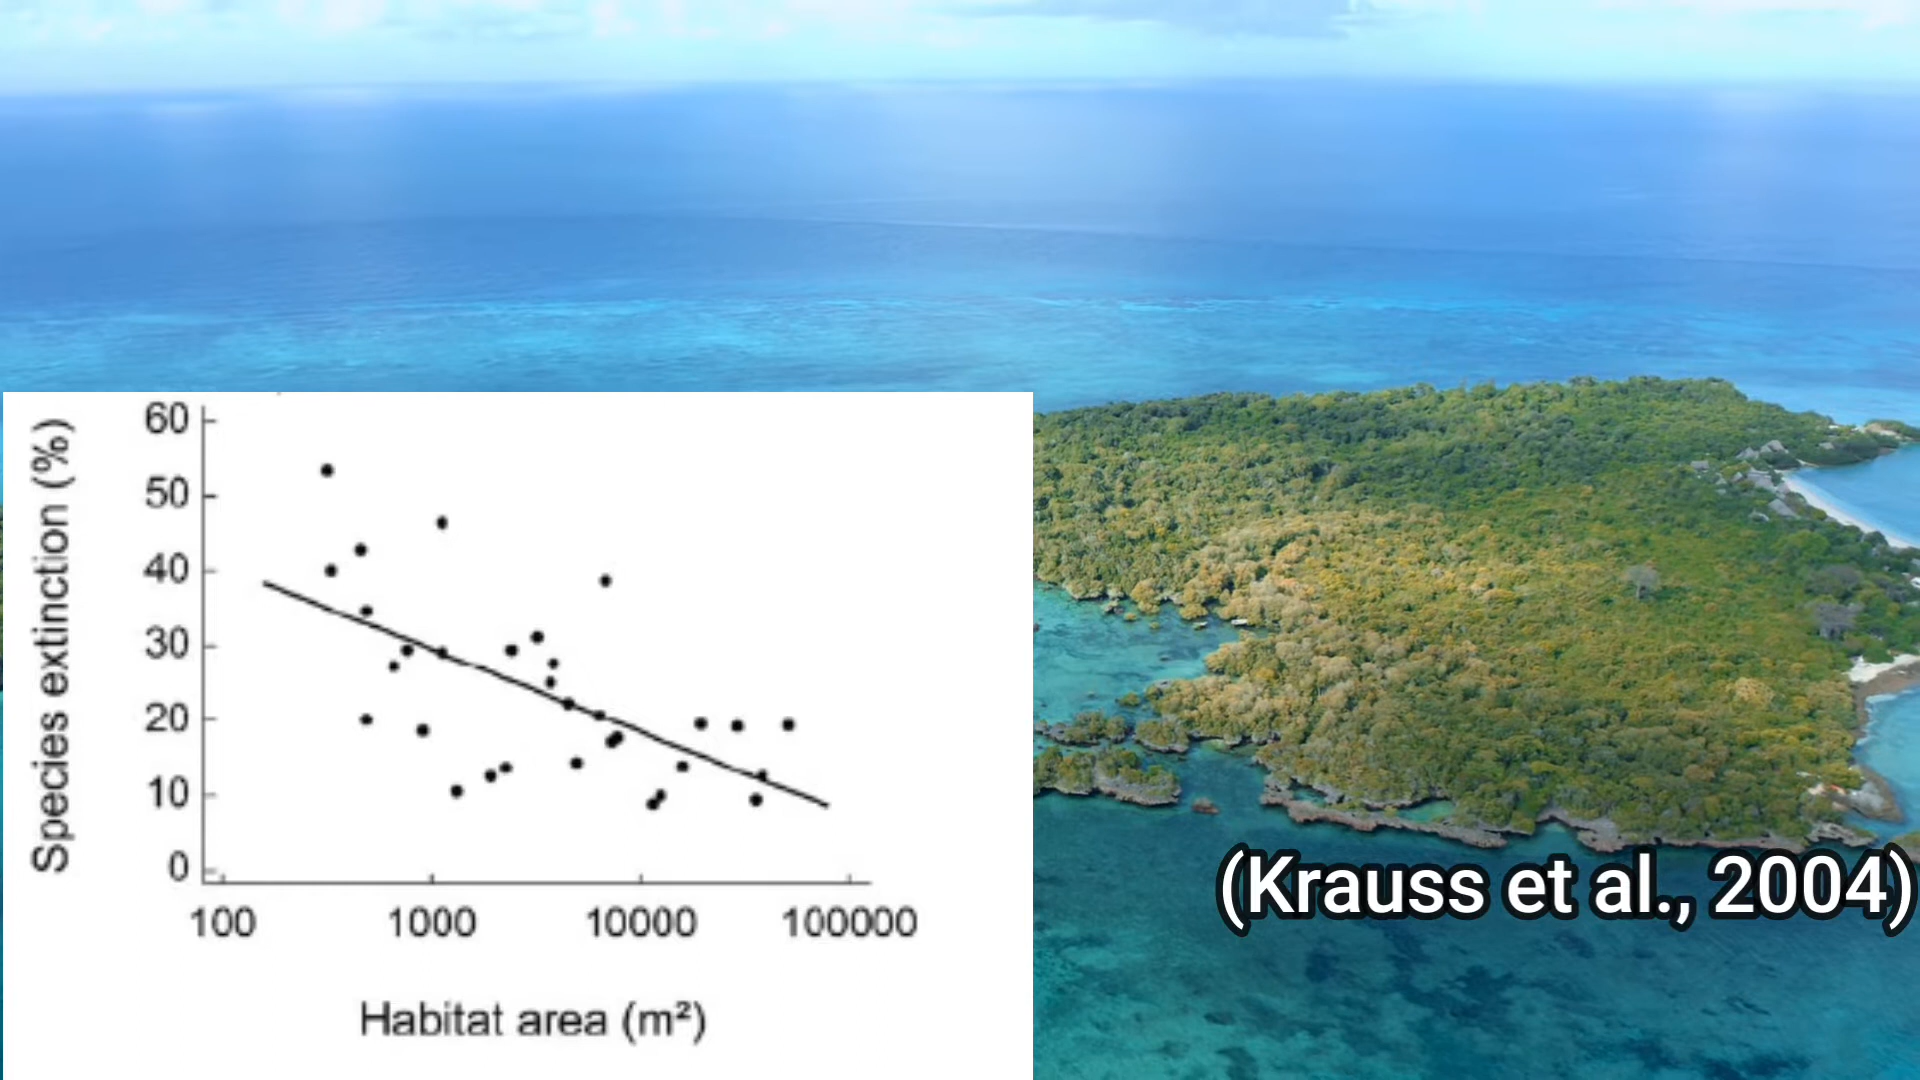 Species extinction (%)
60
50
40
30
20
10
0
100 1000 10000 100000
Habitat area (m²)
(Krauss et al., 2004)